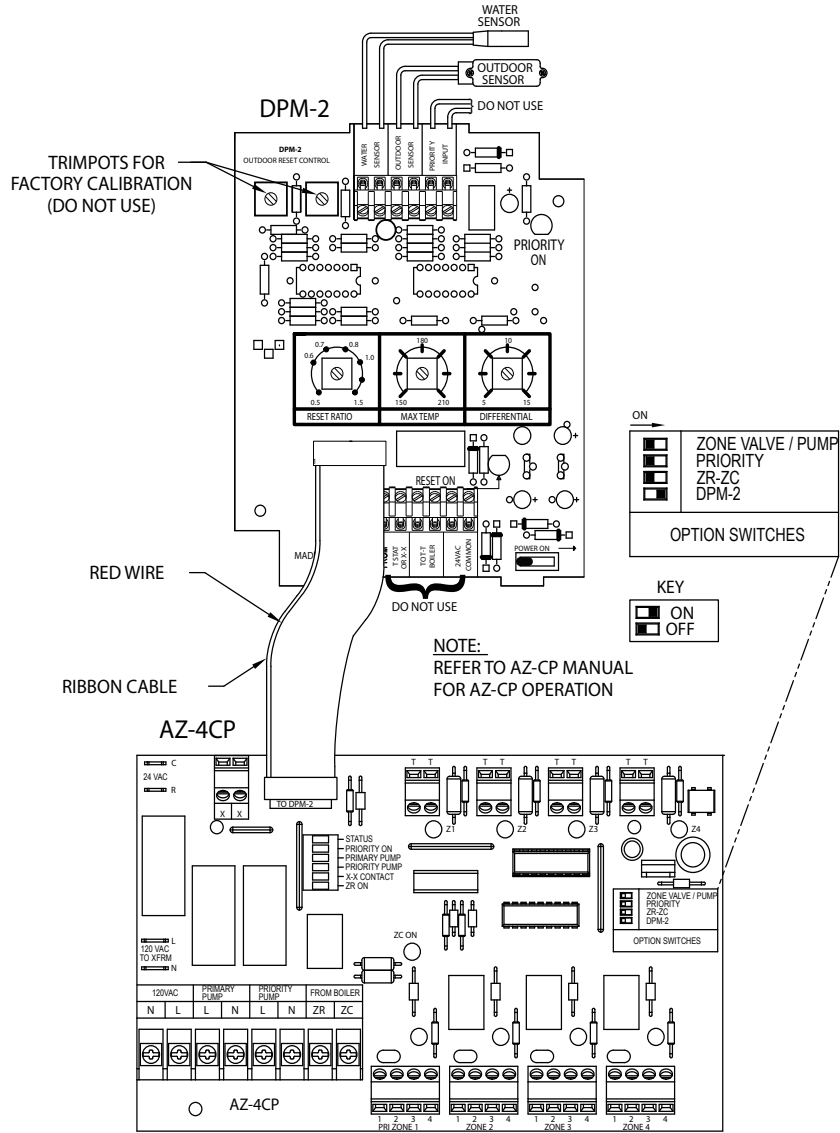 WATER
SENSOR
OUTDOOR
SENSOR
DO NOT USE
DPM-2
TRIMPOTS FOR
FACTORY CALIBRATION
(DO NOT USE)
DPM-2
OUTDOOR RESET CONTROL
WATER
SENSOR
OUTDOOR
SENSOR
PRIORITY
INPUT
PRIORITY
ON
0.5
0.6
0.7
0.8
1.0
1.5
RESET RATIO
150
180
210
MAX TEMP
5
10
15
DIFFERENTIAL
RESET ON
MAD
FROM
T STAT
OR X-X
TO T-T
BOILER
24VAC
COMMON
POWER ON
DO NOT USE
RED WIRE
RIBBON CABLE
NOTE:
REFER TO AZ-CP MANUAL
FOR AZ-CP OPERATION
ON
ZONE VALVE / PUMP
PRIORITY
ZR-ZC
DPM-2
OPTION SWITCHES
KEY
ON
OFF
AZ-4CP
C
24 VAC
R
X X
TO DPM-2
STATUS
PRIORITY ON
PRIMARY PUMP
PRIORITY PUMP
X-X CONTACT
ZR ON
T T
T T
T T
T T
Z1
Z2
Z3
Z4
ZONE VALVE / PUMP
PRIORITY
ZR-ZC
DPM-2
OPTION SWITCHES
ZC ON
L
120 VAC
TO XFRM
N
120VAC
PRIMARY
PUMP
PRIORITY
PUMP
FROM BOILER
N L L N L N ZR ZC
AZ-4CP
1 2 3 4
PRI ZONE 1
1 2 3 4
ZONE 2
1 2 3 4
ZONE 3
1 2 3 4
ZONE 4